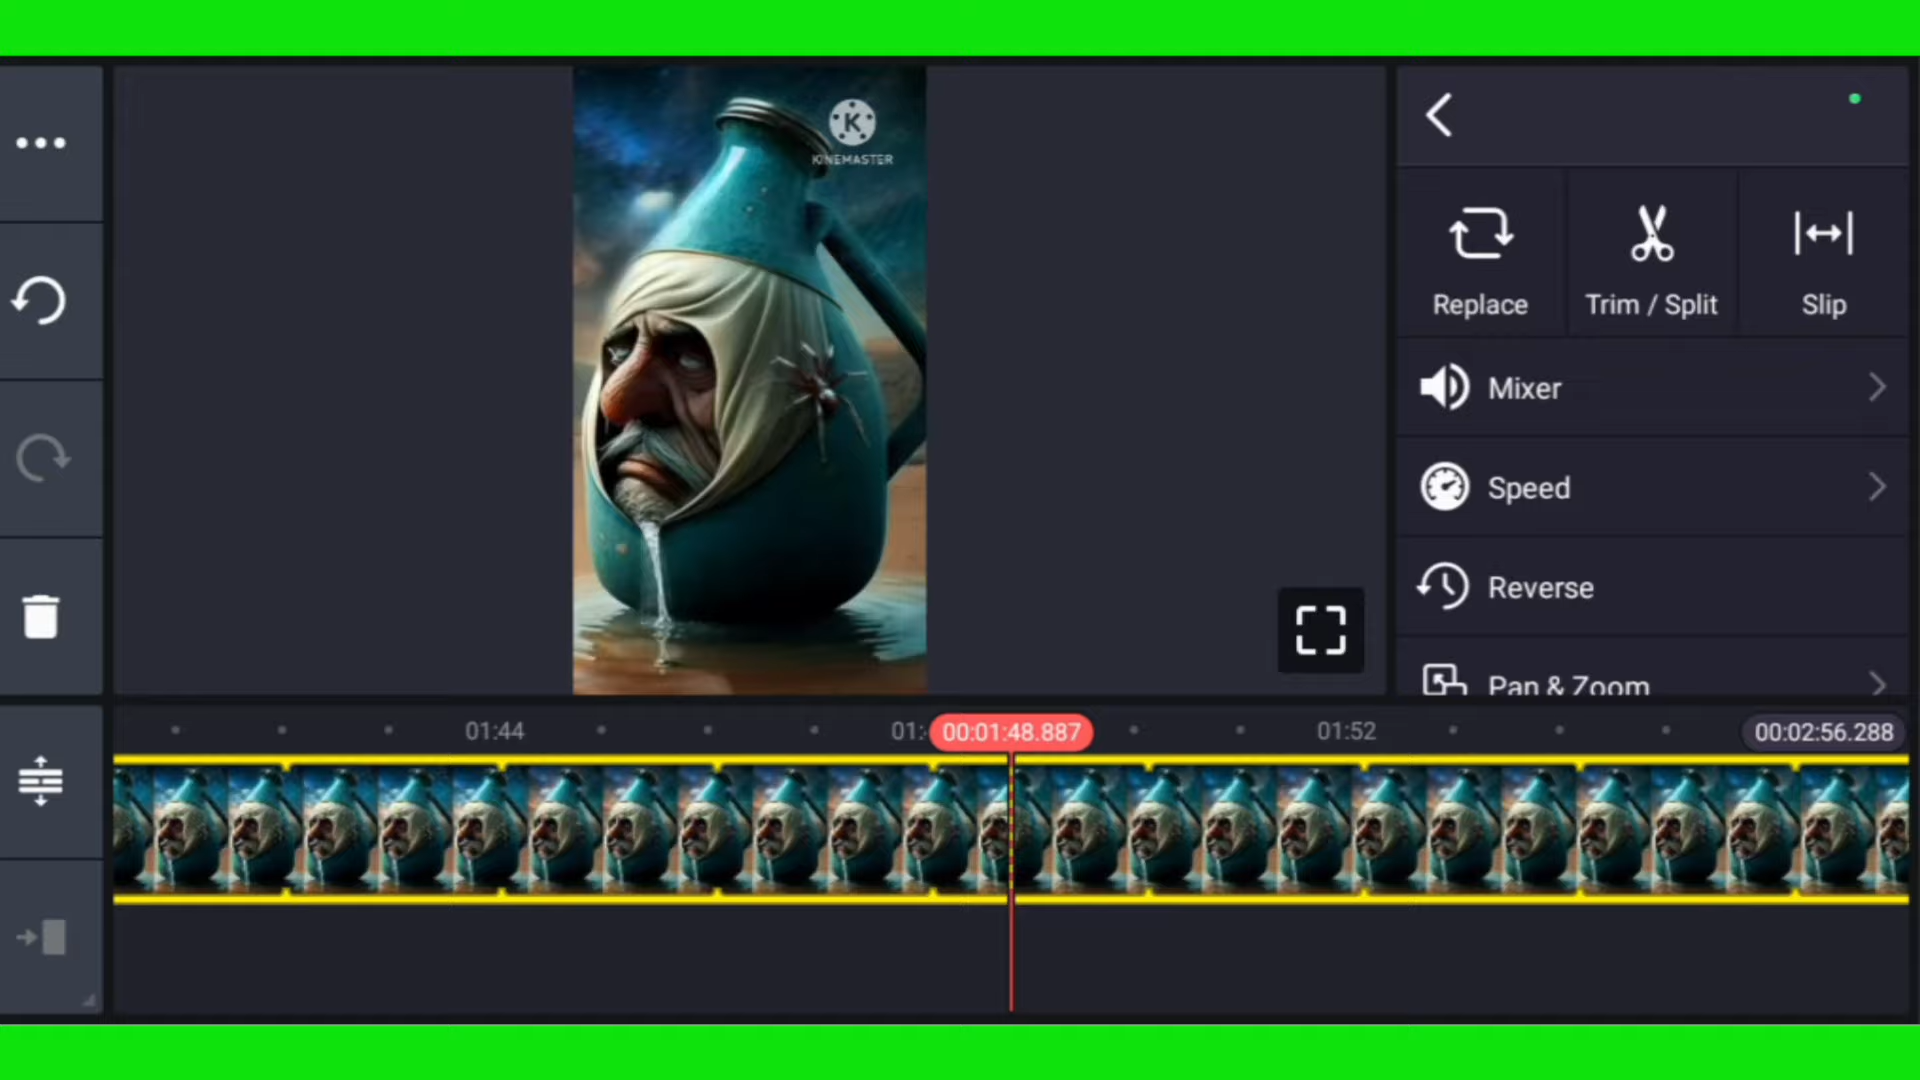 K
KINEMASTER
Replace
Trim / Split
Slip
Mixer
Speed
Reverse
Pan & Zoom
01:44
01:
00:01:48.887
01:52
00:02:56.288